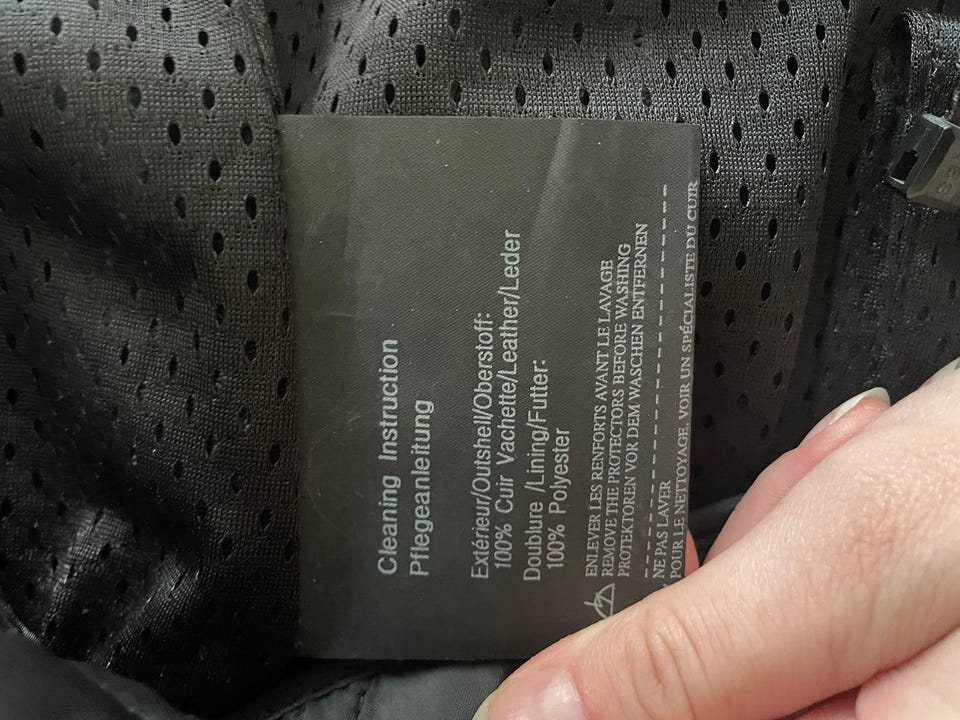 Cleaning Instruction
Pflegeanleitung
Extérieur/Outshell/Oberstoff:
100% Cuir Vachette/Leather/Leder
Doublure /Lining/Futter:
100% Polyester
ENLEVER LES RENFORTS AVANT LE LAVAGE
REMOVE THE PROTECTORS BEFORE WASHING
PROTEKTOREN VOR DEM WASCHEN ENTFERNEN
NE PAS LAVER
POUR LE NETTOYAGE, VOIR UN SPÉCIALISTE DU CUIR